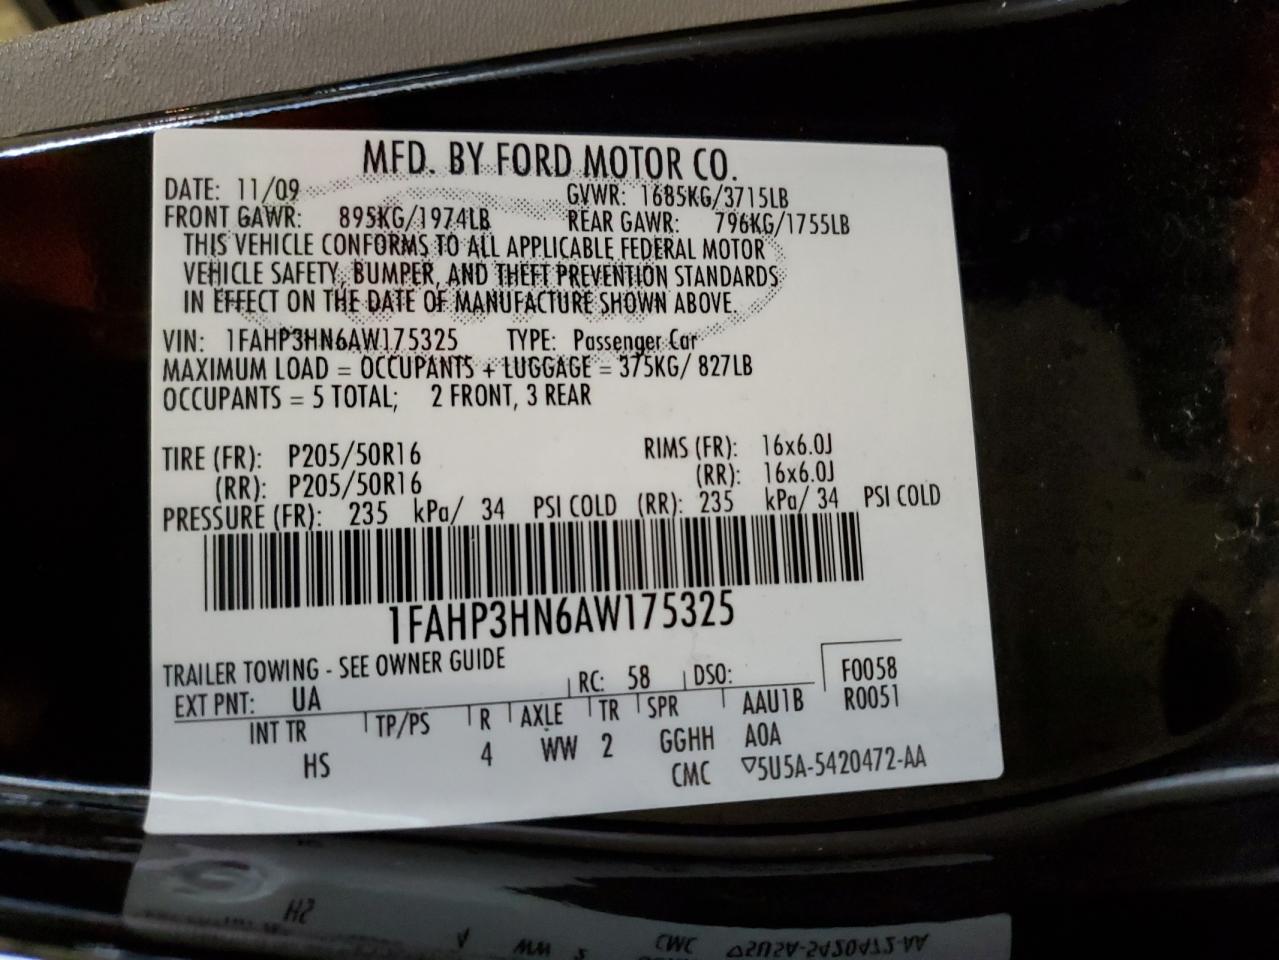 MFD. BY FORD MOTOR CO.
DATE: 11/09 GVWR: 1685KG/3715LB
FRONT GAWR: 895KG/1974LB REAR GAWR: 796KG/1755LB
THIS VEHICLE CONFORMS TO ALL APPLICABLE FEDERAL MOTOR
VEHICLE SAFETY, BUMPER, AND THEFT PREVENTION STANDARDS
IN EFFECT ON THE DATE OF MANUFACTURE SHOWN ABOVE.
VIN: 1FAHP3HN6AW175325 TYPE: Passenger Car
MAXIMUM LOAD = OCCUPANTS + LUGGAGE = 375KG/ 827LB
OCCUPANTS = 5 TOTAL; 2 FRONT, 3 REAR
TIRE (FR): P205/50R16 RIMS (FR): 16x6.0J
(RR): P205/50R16 (RR): 16x6.0J
PRESSURE (FR): 235 kPa/ 34 PSI COLD (RR): 235 kPa/ 34 PSI COLD
1FAHP3HN6AW175325
TRAILER TOWING - SEE OWNER GUIDE
EXT PNT: UA RC: 58 DSO: F0058
INT TR TP/PS R AXLE TR SPR AAU1B R0051
HS 4 WW 2 GGHH AOA
CMC ▽5U5A-5420472-AA